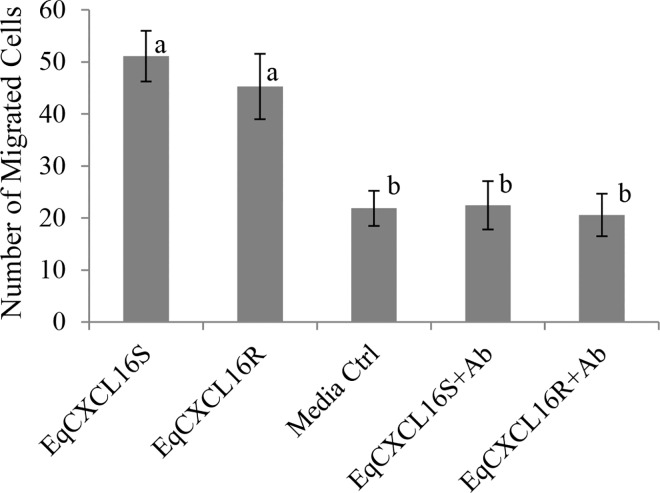 Number of Migrated Cells
60
50
40
30
20
10
0
a
a
b
b
b
EqCXCL16S
EqCXCL16R
Media Ctrl
EqCXCL16S+Ab
EqCXCL16R+Ab